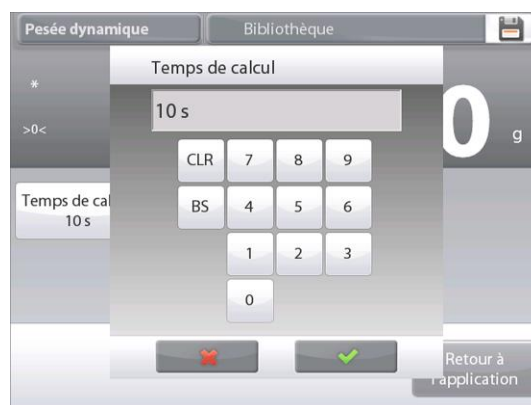 Pesée dynamique
Bibliothèque
*
>0<
Temps de calcul
10 s
0
g
CLR
7
8
9
Temps de cal
10 s
BS
4
5
6
1
2
3
0
Retour à
l'application